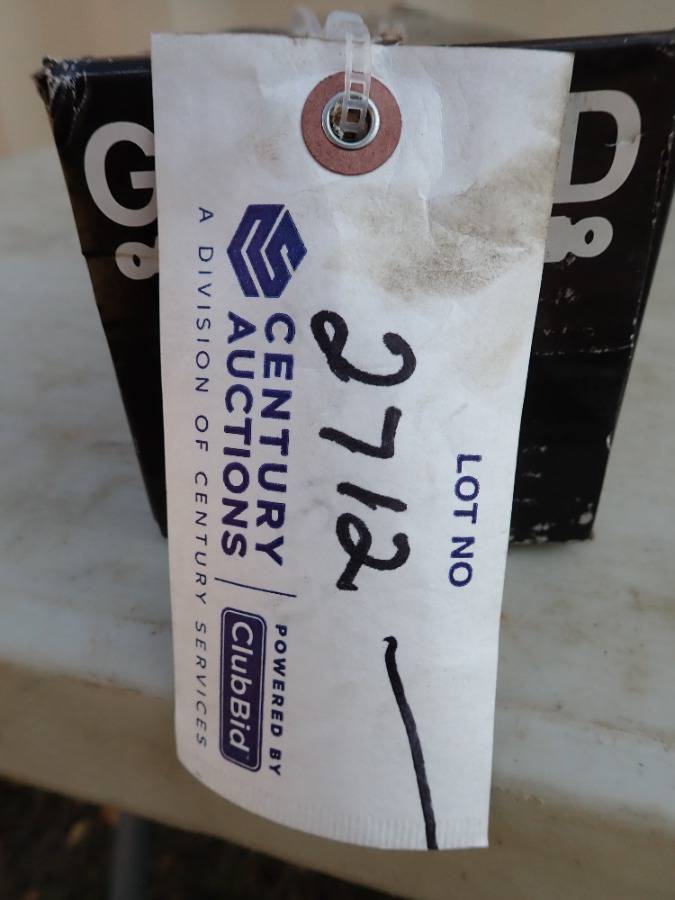 LOT NO
2712
CENTURY
AUCTIONS
A DIVISION OF CENTURY SERVICES
POWERED BY
ClubBid
G
D